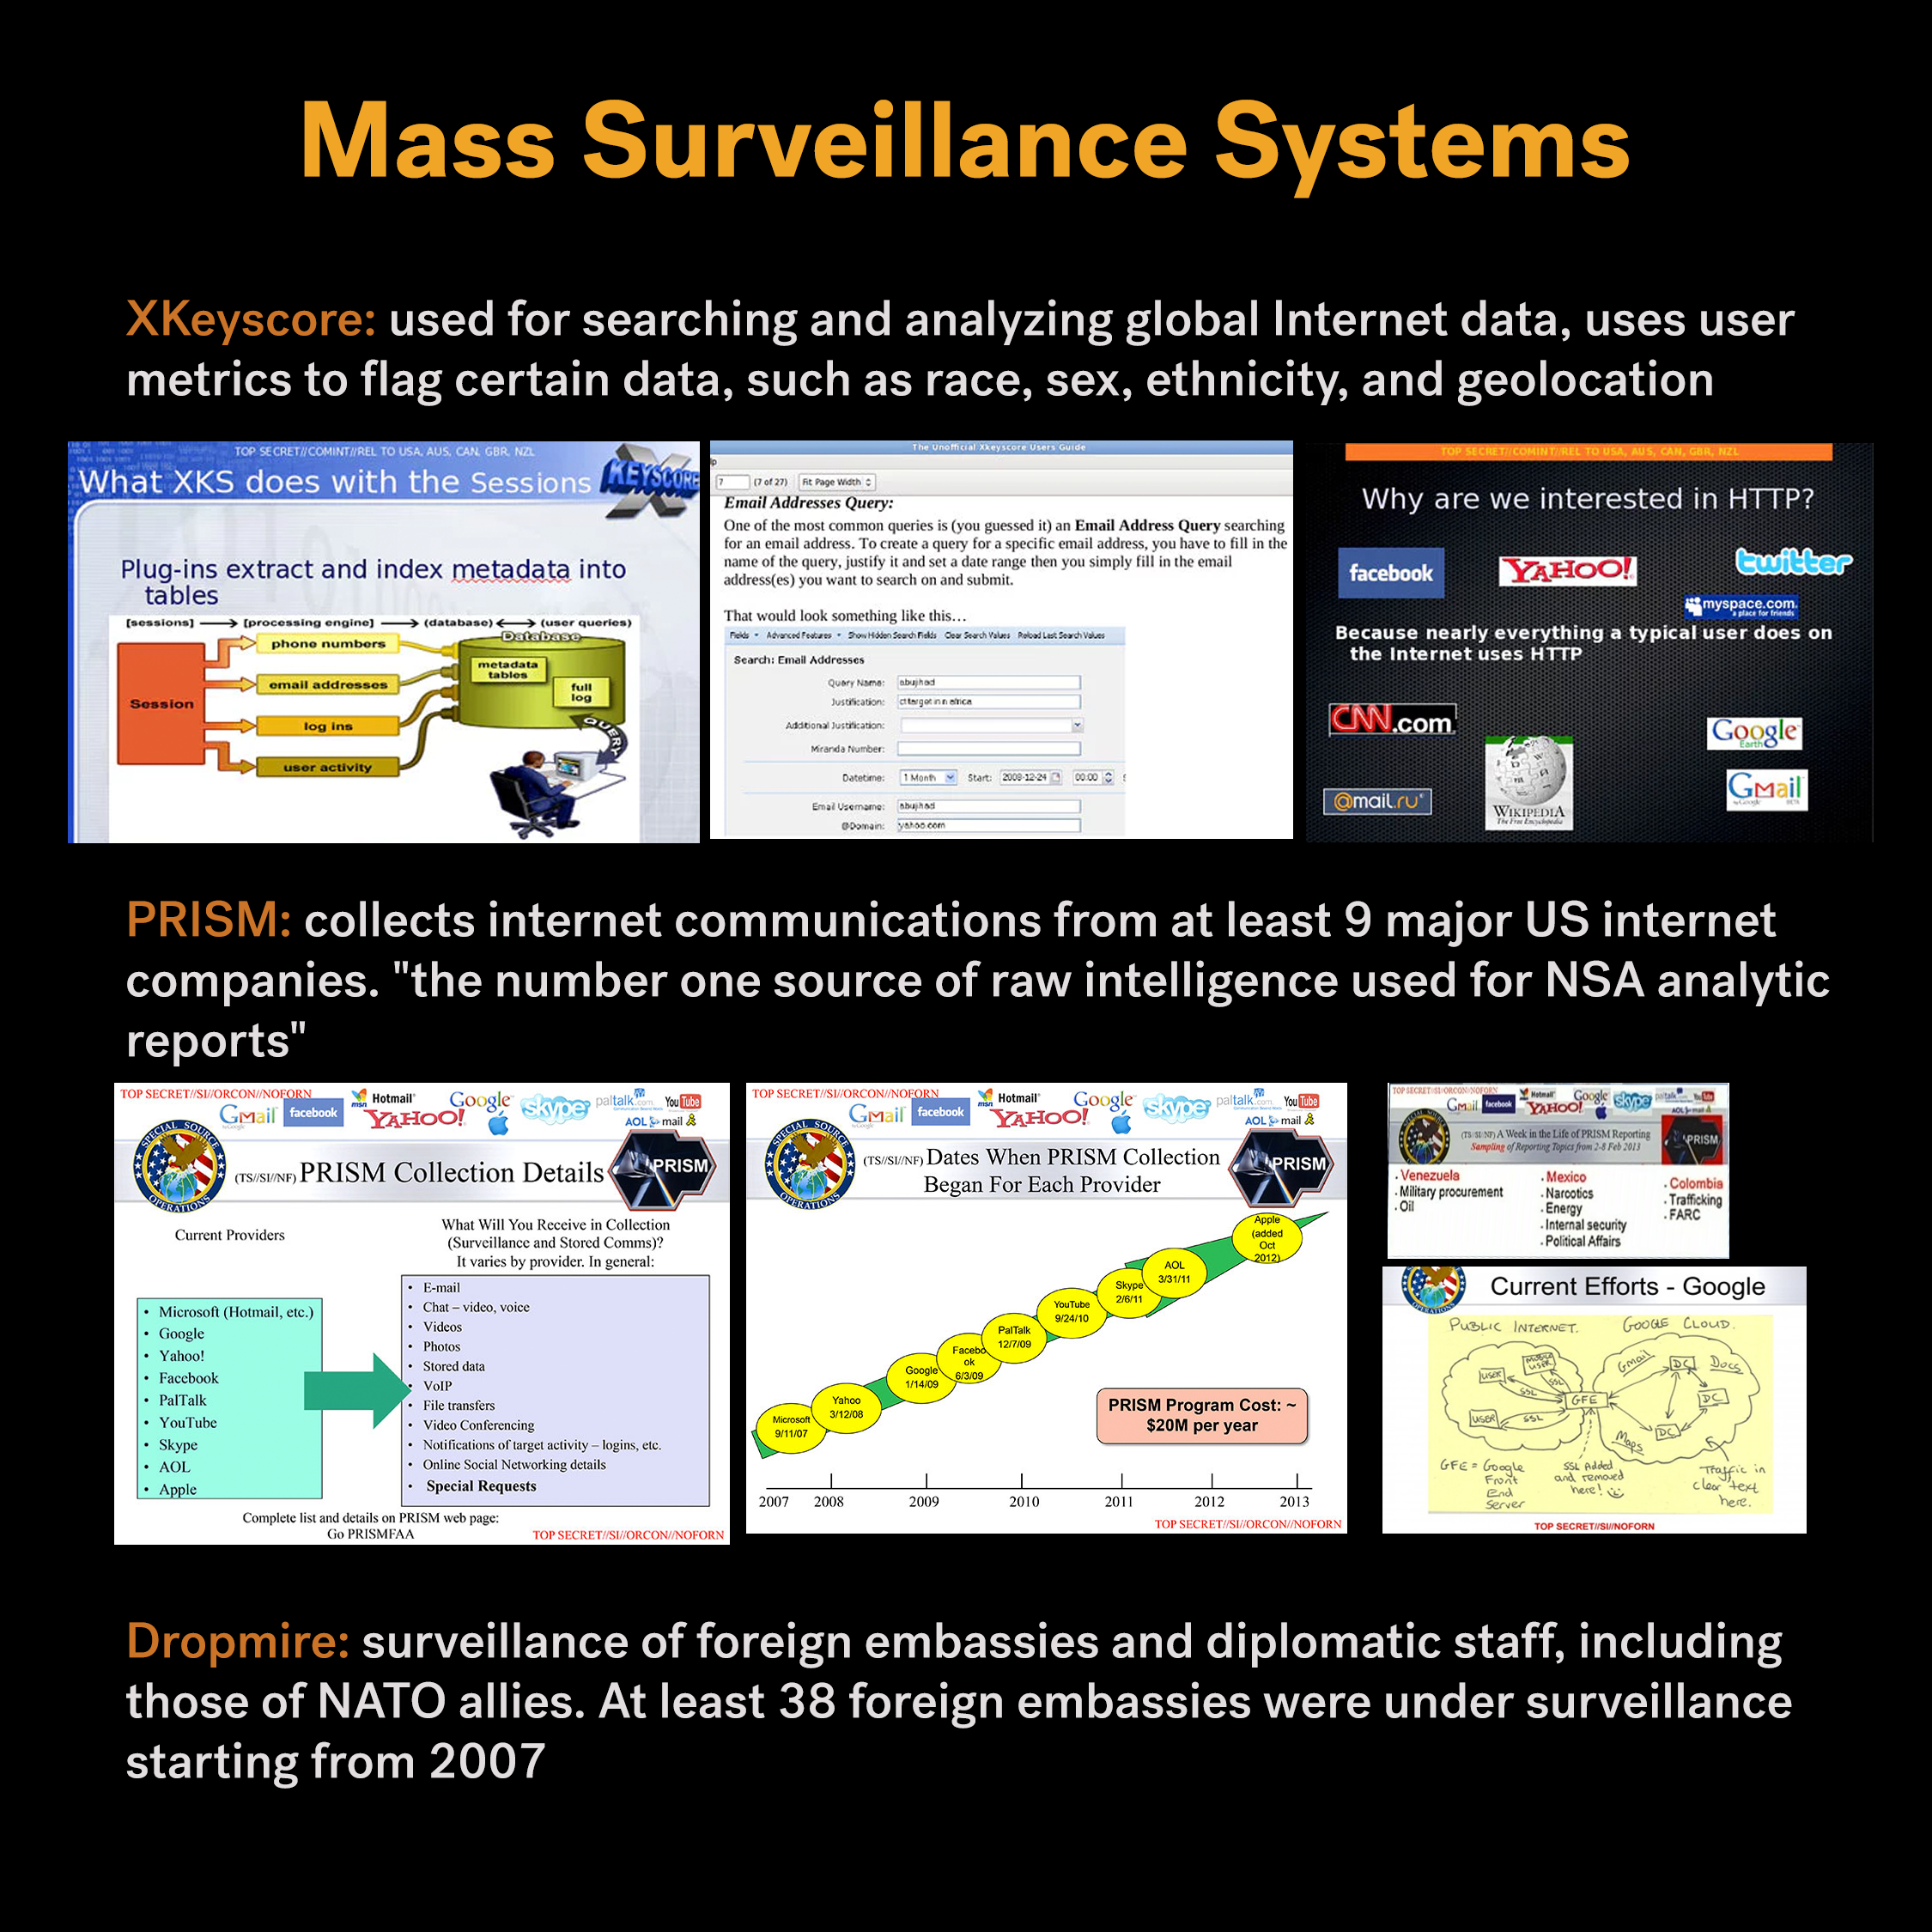 Mass Surveillance Systems
XKeyscore: used for searching and analyzing global Internet data, uses user
metrics to flag certain data, such as race, sex, ethnicity, and geolocation
TOP SECRET//COMINT//REL TO USA, AUS, CAN, GBR, NZL
What XKS does with the Sessions
X KEYSCORE
Plug-ins extract and index metadata into
tables
[sessions] [processing engine] (database) (user queries)
Session
phone numbers
email addresses
log ins
user activity
Database
metadata
tables
full
log
QUERY
The Unofficial Xkeyscore Users Guide
7 (7 of 27) Fit Page Width
Email Addresses Query:
One of the most common queries is (you guessed it) an Email Address Query searching
for an email address. To create a query for a specific email address, you have to fill in the
name of the query, justify it and set a date range then you simply fill in the email
address(es) you want to search on and submit.
That would look something like this…
Fields Advanced Features Show Hidden Search Fields Clear Search Values Reload Last Search Values
Search: Email Addresses
Query Name: abujihad
Justification: ct target in n africa
Additional Justification:
Miranda Number:
Datetime: 1 Month Start: 2008-12-24 00:00
Email Username: abujihad
@Domain: yahoo.com
TOP SECRET//COMINT//REL TO USA, AUS, CAN, GBR, NZL
Why are we interested in HTTP?
facebook
YAHOO!
twitter
myspace.com.
a place for friends
Because nearly everything a typical user does on
the Internet uses HTTP
CNN.com
Google
Earth
@mail.ru
WIKIPEDIA
The Free Encyclopedia
Gmail
by Google BETA
PRISM: collects internet communications from at least 9 major US internet
companies. "the number one source of raw intelligence used for NSA analytic
reports"
TOP SECRET//SI//ORCON//NOFORN
Gmail facebook msn Hotmail YAHOO! Google skype paltalk.com YouTube
AOL mail
SPECIAL SOURCE OPERATIONS
(TS//SI//NF) PRISM Collection Details
PRISM
Current Providers
Microsoft (Hotmail, etc.)
Google
Yahoo!
Facebook
PalTalk
YouTube
Skype
AOL
Apple
What Will You Receive in Collection
(Surveillance and Stored Comms)?
It varies by provider. In general:
E-mail
Chat – video, voice
Videos
Photos
Stored data
VoIP
File transfers
Video Conferencing
Notifications of target activity – logins, etc.
Online Social Networking details
Special Requests
Complete list and details on PRISM web page:
Go PRISMFAA
TOP SECRET//SI//ORCON//NOFORN
TOP SECRET//SI//ORCON//NOFORN
Gmail facebook msn Hotmail YAHOO! Google skype paltalk.com YouTube
AOL mail
SPECIAL SOURCE OPERATIONS
(TS//SI//NF) Dates When PRISM Collection
Began For Each Provider
PRISM
Microsoft
9/11/07
Yahoo
3/12/08
Google
1/14/09
Facebo
ok
6/3/09
PalTalk
12/7/09
YouTube
9/24/10
Skype
2/6/11
AOL
3/31/11
Apple
(added
Oct
2012)
PRISM Program Cost: ~
$20M per year
2007 2008 2009 2010 2011 2012 2013
TOP SECRET//SI//ORCON//NOFORN
TOP SECRET//SI//ORCON//NOFORN
Gmail facebook Hotmail YAHOO! Google skype paltalk YouTube
AOL mail
(TS//SI//NF) A Week in the Life of PRISM Reporting
Sampling of Reporting Topics from 2-8 Feb 2013
PRISM
Venezuela
Military procurement
Oil
Mexico
Narcotics
Energy
Internal security
Political Affairs
Colombia
Trafficking
FARC
Current Efforts - Google
PUBLIC INTERNET. GOOGLE CLOUD.
USER
MOBILE
USER
USER
SSL
SSL
SSL
GFE
Gmail
DC
Docs
DC
DC
Maps
GFE = Google
Front
End
Server
SSL Added
and removed
here! :)
Traffic in
clear text
here.
TOP SECRET//SI//NOFORN
Dropmire: surveillance of foreign embassies and diplomatic staff, including
those of NATO allies. At least 38 foreign embassies were under surveillance
starting from 2007